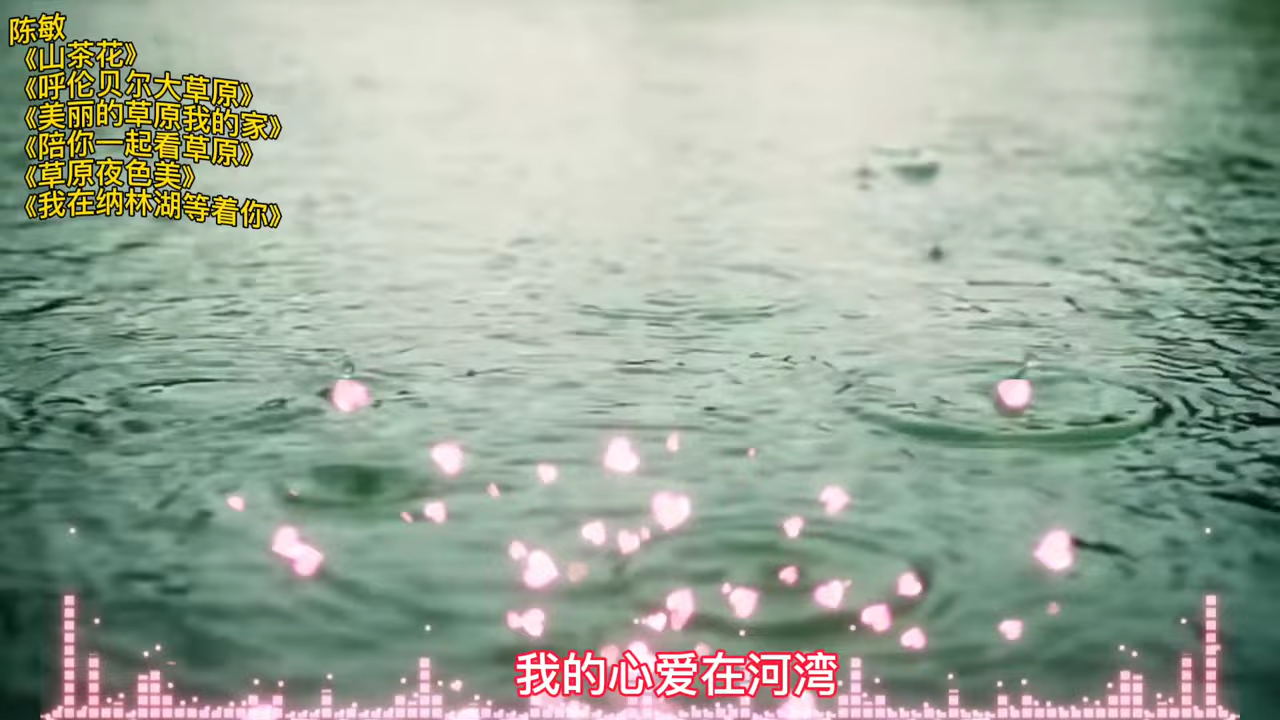 陈敏
《山茶花》
《呼伦贝尔大草原》
《美丽的草原我的家》
《陪你一起看草原》
《草原夜色美》
《我在纳林湖等着你》
我的心爱在河湾